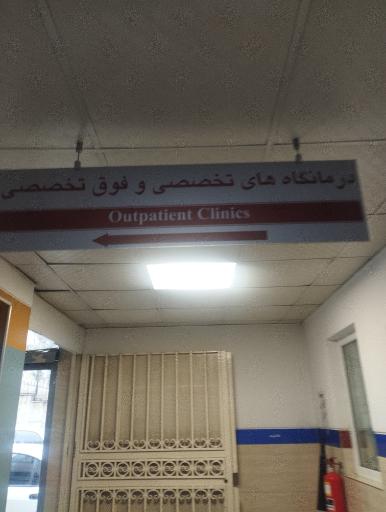 درمانگاه های تخصصی و فوق تخصصی
Outpatient Clinics